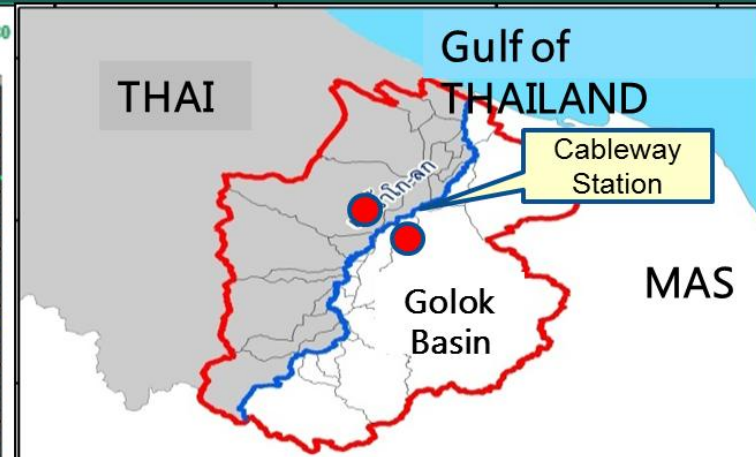 THAI
Gulf of
THAILAND
Cableway
Station
MAS
Golok
Basin